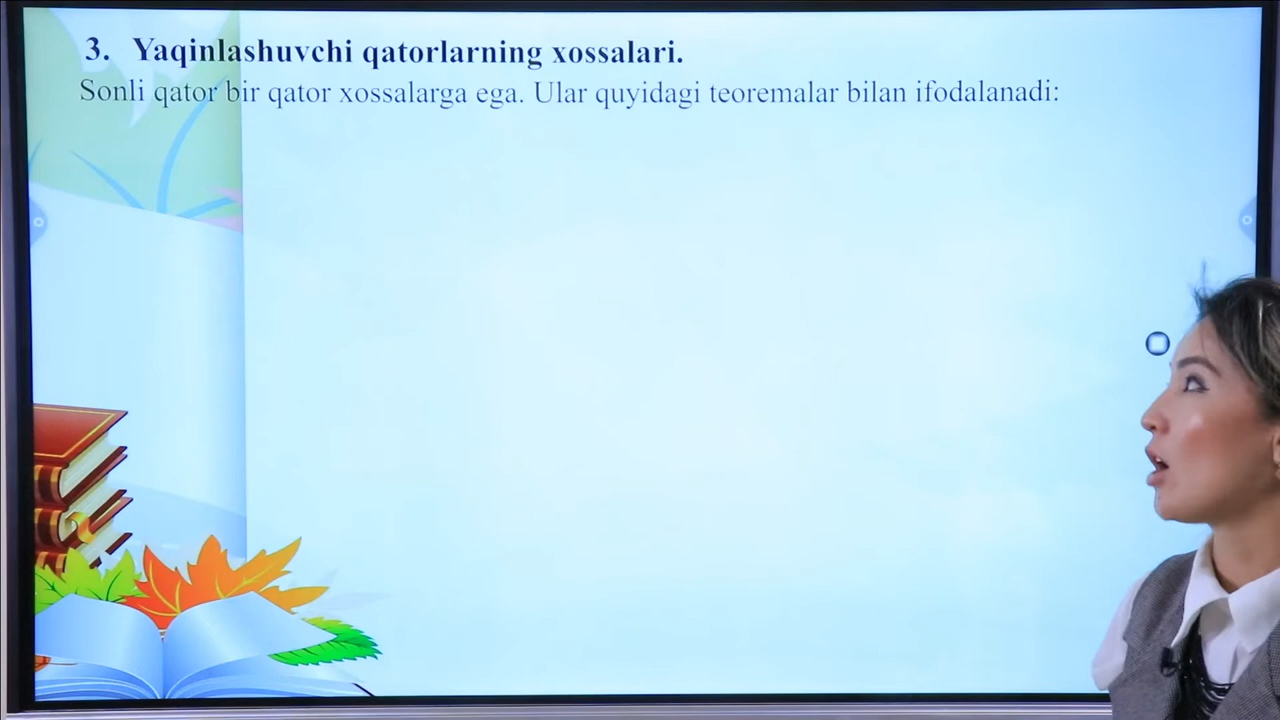 3. Yaqinlashuvchi qatorlarning xossalari.
Sonli qator bir qator xossalarga ega. Ular quyidagi teoremalar bilan ifodalanadi: